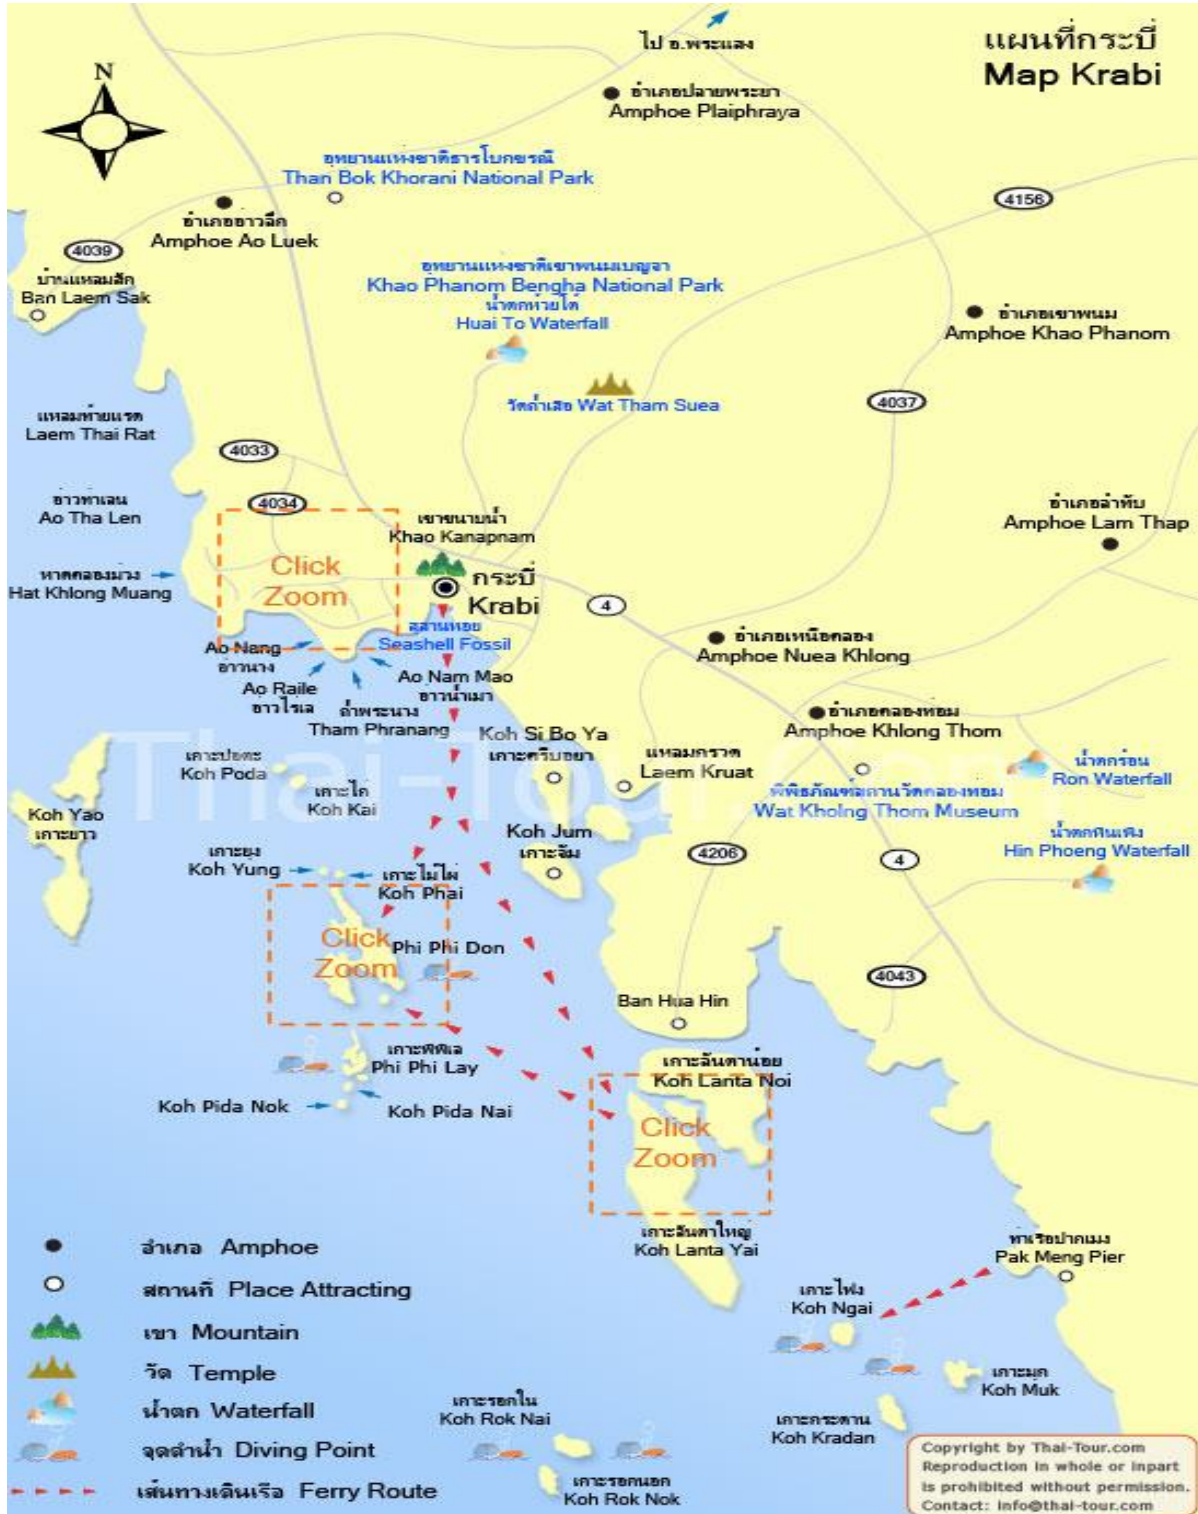 ไป อ.พระแสง
แผนที่กระบี่
Map Krabi
N
อำเภอปลายพระยา
Amphoe Plaiphraya
อุทยานแห่งชาติธารโบกขรณี
Than Bok Khorani National Park
4156
อำเภออ่าวลึก
Amphoe Ao Luek
4039
บ้านแหลมสัก
Ban Laem Sak
อุทยานแห่งชาติเขาพนมเบญจา
Khao Phanom Bengha National Park
น้ำตกห้วยโต้
Huai To Waterfall
อำเภอเขาพนม
Amphoe Khao Phanom
วัดถ้ำเสือ Wat Tham Suea
4037
แหลมท้ายแรต
Laem Thai Rat
4033
อ่าวท่าเลน
Ao Tha Len
4034
เขาขนาบน้ำ
Khao Kanapnam
อำเภอลำทับ
Amphoe Lam Thap
หาดคลองม่วง
Hat Khlong Muang
Click
Zoom
กระบี่
Krabi
4
สุสานหอย
Seashell Fossil
อำเภอเหนือคลอง
Amphoe Nuea Khlong
Ao Nang
อ่าวนาง
Ao Raile
อ่าวไร่เล
Ao Nam Mao
อ่าวน้ำเมา
ถ้ำพระนาง
Tham Phranang
อำเภอคลองท่อม
Amphoe Khlong Thom
Koh Si Bo Ya
เกาะศรีบอยา
แหลมกรวด
Laem Kruat
Thai-Tour
เกาะปอดะ
Koh Poda
เกาะไก่
Koh Kai
น้ำตกร้อน
Ron Waterfall
พิพิธภัณฑ์สถานวัดคลองท่อม
Wat Kholng Thom Museum
Koh Yao
เกาะยาว
Koh Jum
เกาะจัม
น้ำตกหินเพิง
Hin Phoeng Waterfall
4206
4
เกาะยูง
Koh Yung
เกาะไม้ไผ่
Koh Phai
Click
Zoom
Phi Phi Don
4043
Ban Hua Hin
เกาะพีพีเล
Phi Phi Lay
เกาะลันตาน้อย
Koh Lanta Noi
Koh Pida Nok
Koh Pida Nai
Click
Zoom
เกาะลันตาใหญ่
Koh Lanta Yai
ท่าเรือปากเมง
Pak Meng Pier
เกาะไหง
Koh Ngai
เกาะมุก
Koh Muk
เกาะกระดาน
Koh Kradan
เกาะรอกใน
Koh Rok Nai
เกาะรอกนอก
Koh Rok Nok
อำเภอ Amphoe
สถานที่ Place Attracting
เขา Mountain
วัด Temple
น้ำตก Waterfall
จุดดำน้ำ Diving Point
เส้นทางเดินเรือ Ferry Route
Copyright by Thai-Tour.com
Reproduction in whole or inpart
is prohibited without permission.
Contact: info@thai-tour.com